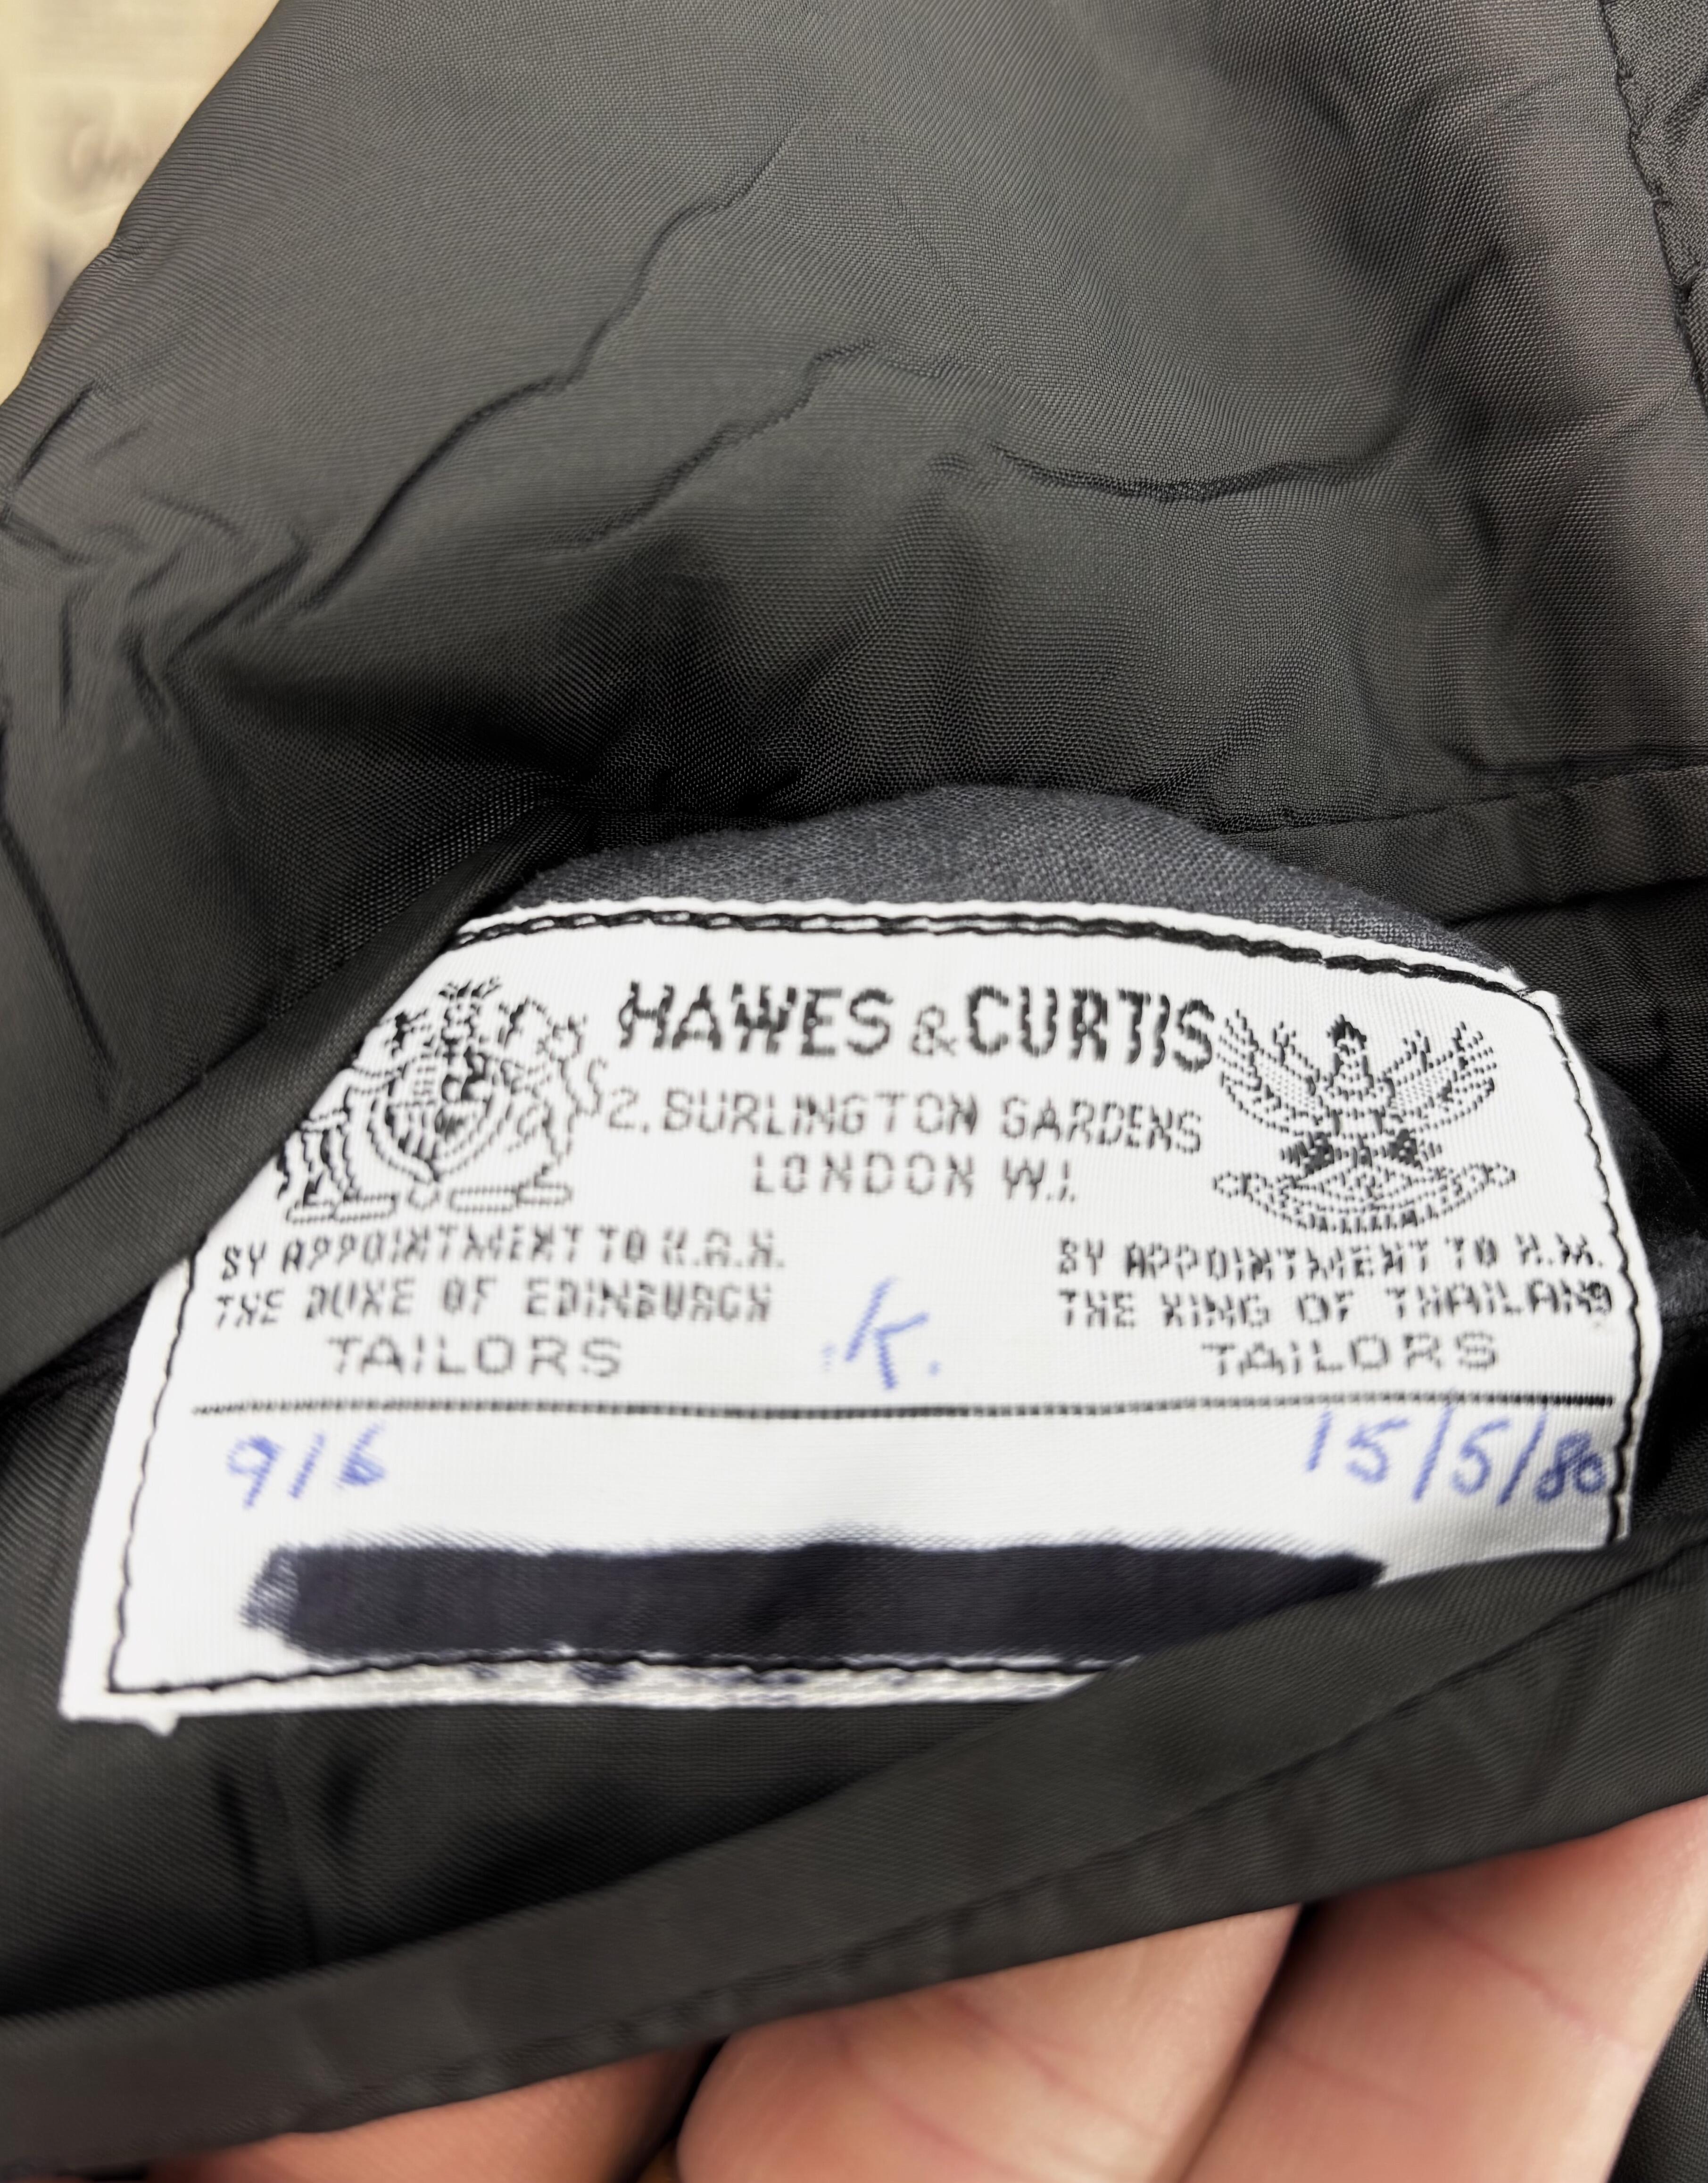 HAWES & CURTIS
2, BURLINGTON GARDENS
LONDON W.1.
BY APPOINTMENT TO H.R.H.
THE DUKE OF EDINBURGH
TAILORS
BY APPOINTMENT TO H.M.
THE KING OF THAILAND
TAILORS
K.
916
15/5/80